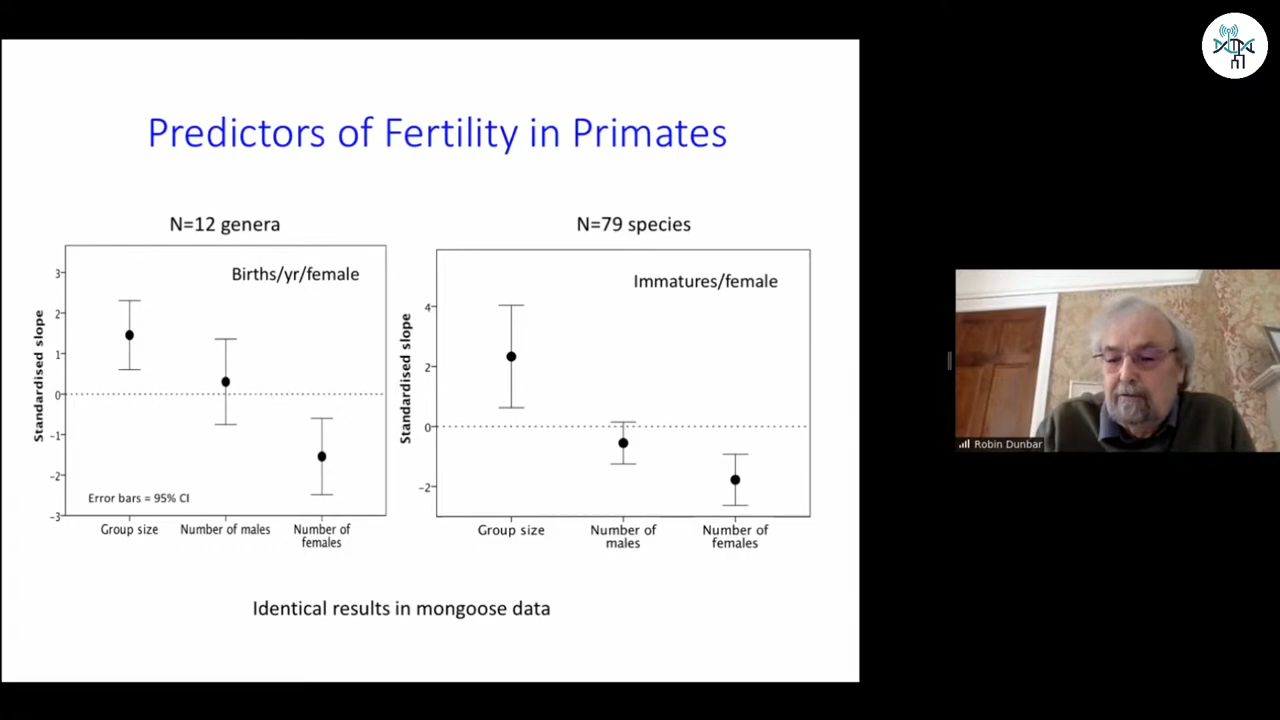 Predictors of Fertility in Primates
N=12 genera
Births/yr/female
Standardised slope
3
2
1
0
-1
-2
-3
Error bars = 95% CI
Group size
Number of males
Number of
females
N=79 species
Immatures/female
Standardised slope
4
2
0
-2
Group size
Number of
males
Number of
females
Identical results in mongoose data
Robin Dunbar